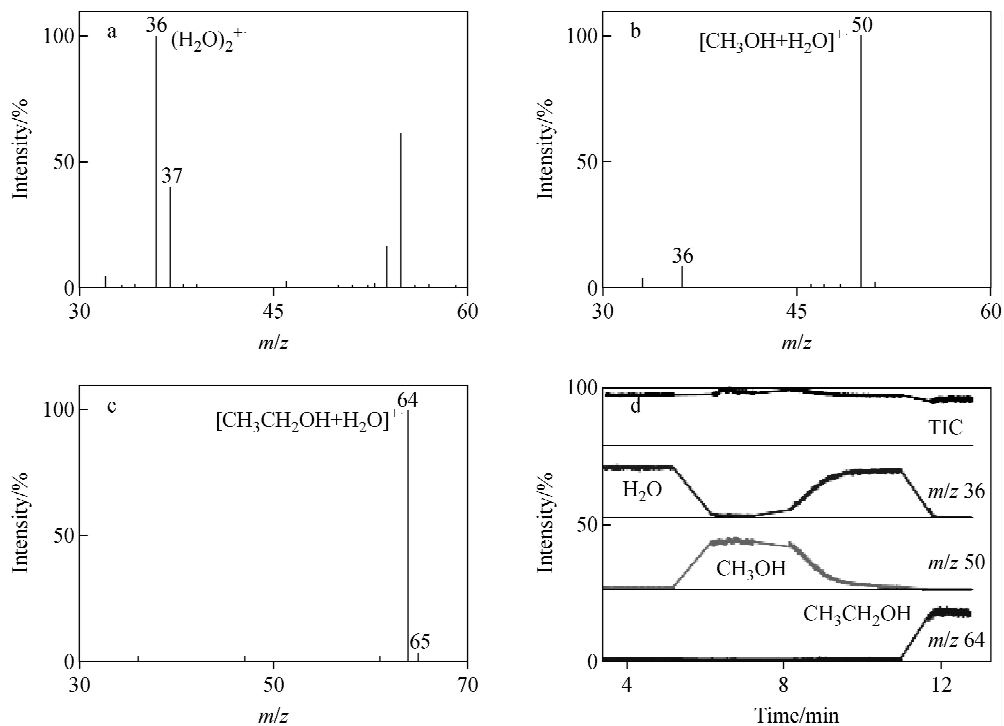 a
100
36
(H₂O)₂⁺·
50
37
0
30
45
60
Intensity/%
m/z
b
100
50
[CH₃OH+H₂O]⁺·
50
36
0
30
45
60
Intensity/%
m/z
c
100
64
[CH₃CH₂OH+H₂O]⁺·
50
65
0
30
50
70
Intensity/%
m/z
d
100
TIC
H₂O
m/z 36
50
CH₃OH
m/z 50
CH₃CH₂OH
m/z 64
0
4
8
12
Intensity/%
Time/min